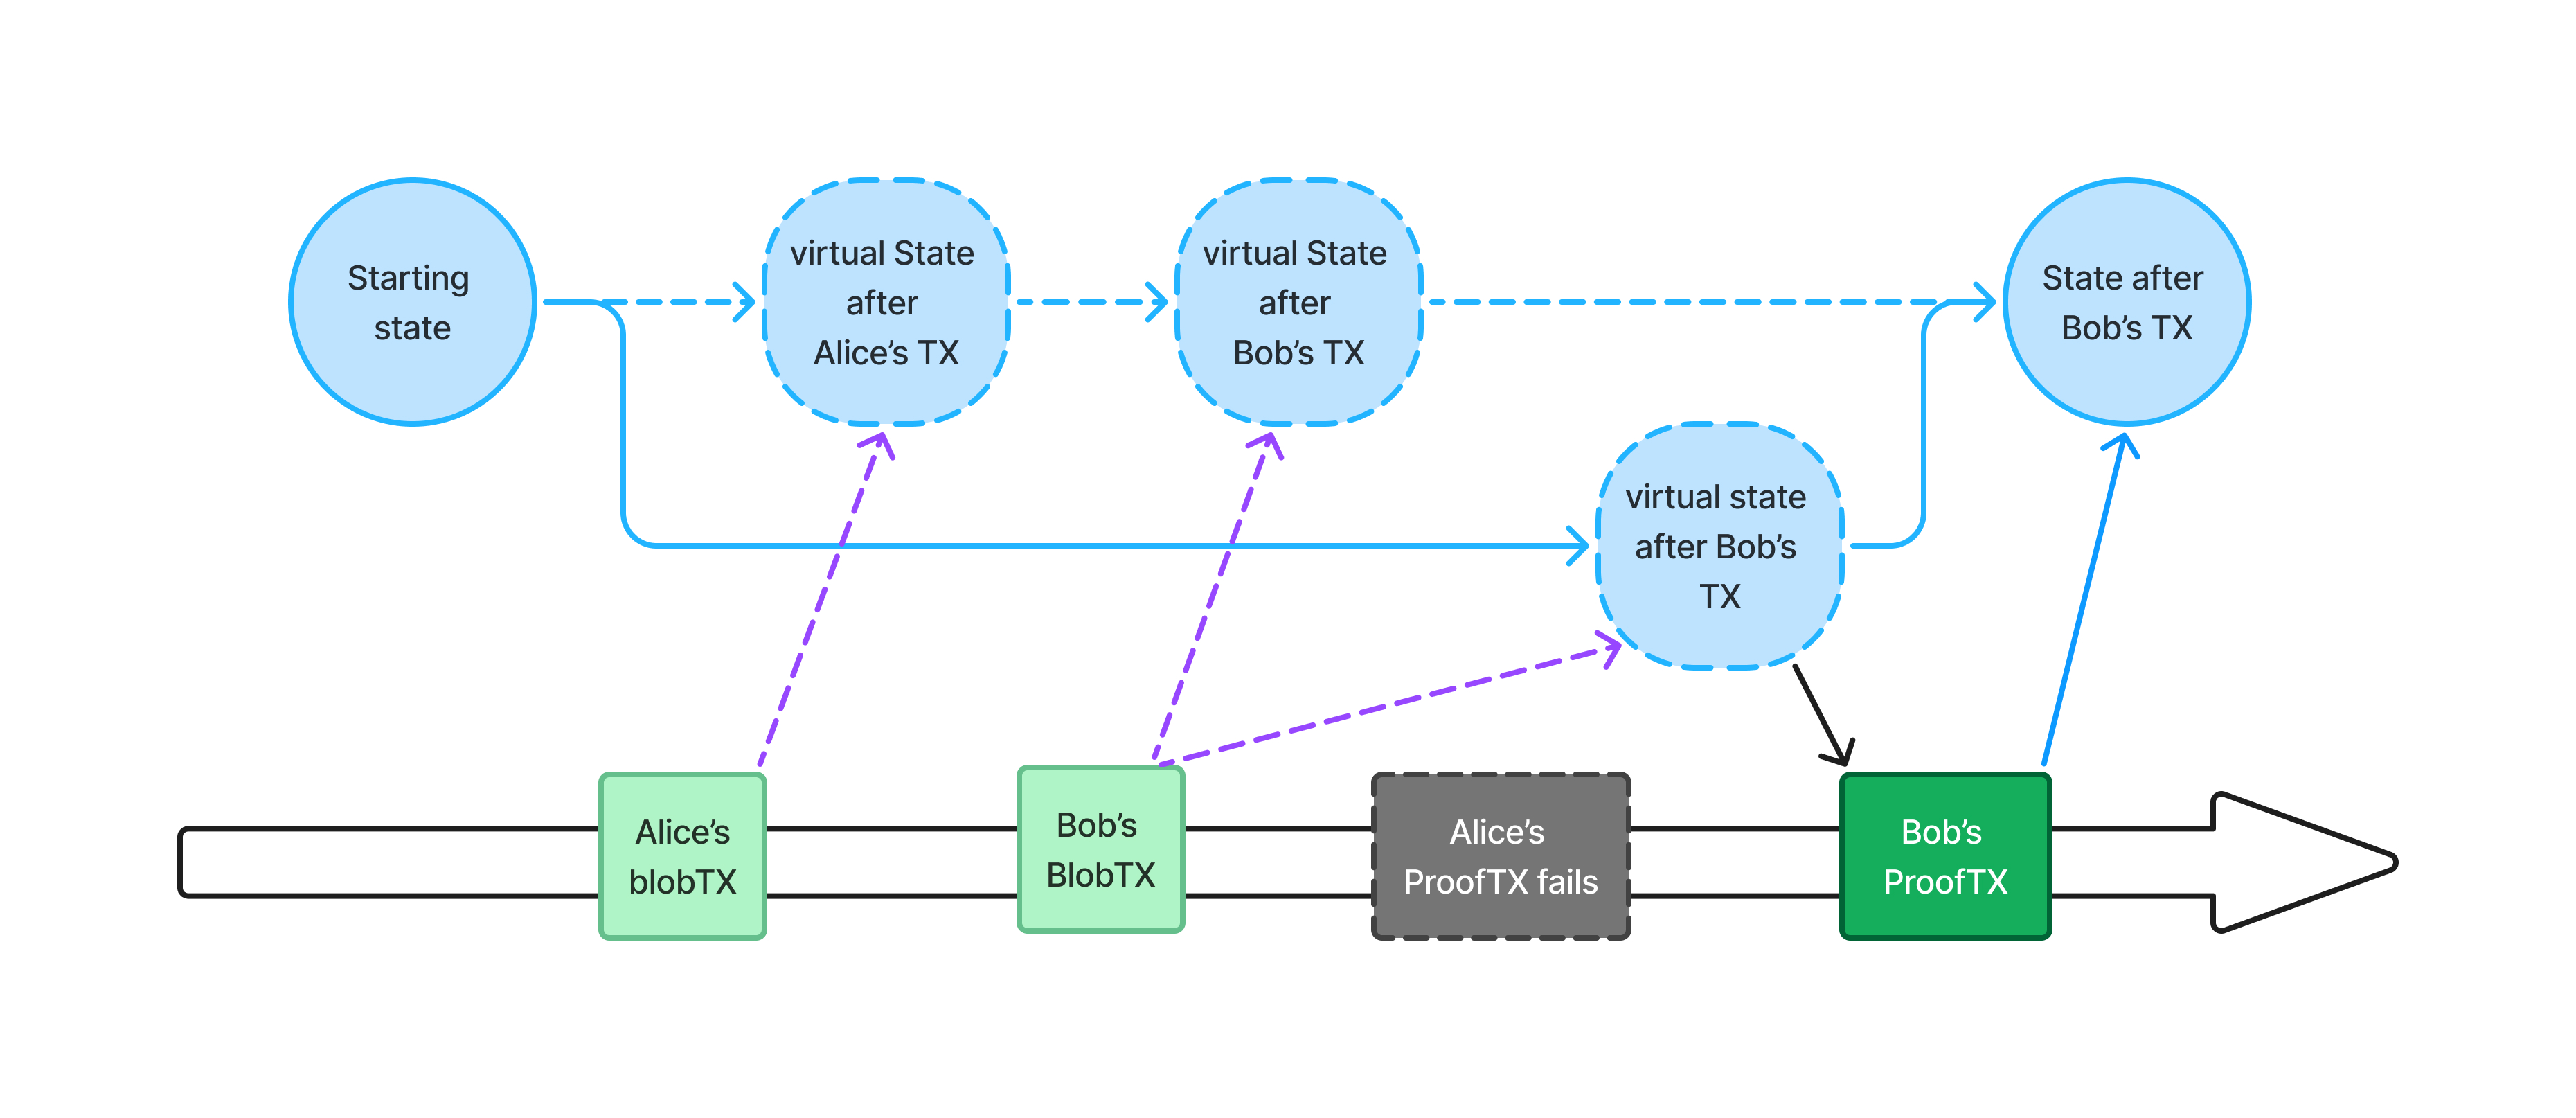 Starting
state
virtual State
after
Alice’s TX
virtual State
after
Bob’s TX
State after
Bob’s TX
virtual state
after Bob’s
TX
Alice’s
blobTX
Bob’s
BlobTX
Alice’s
ProofTX fails
Bob’s
ProofTX